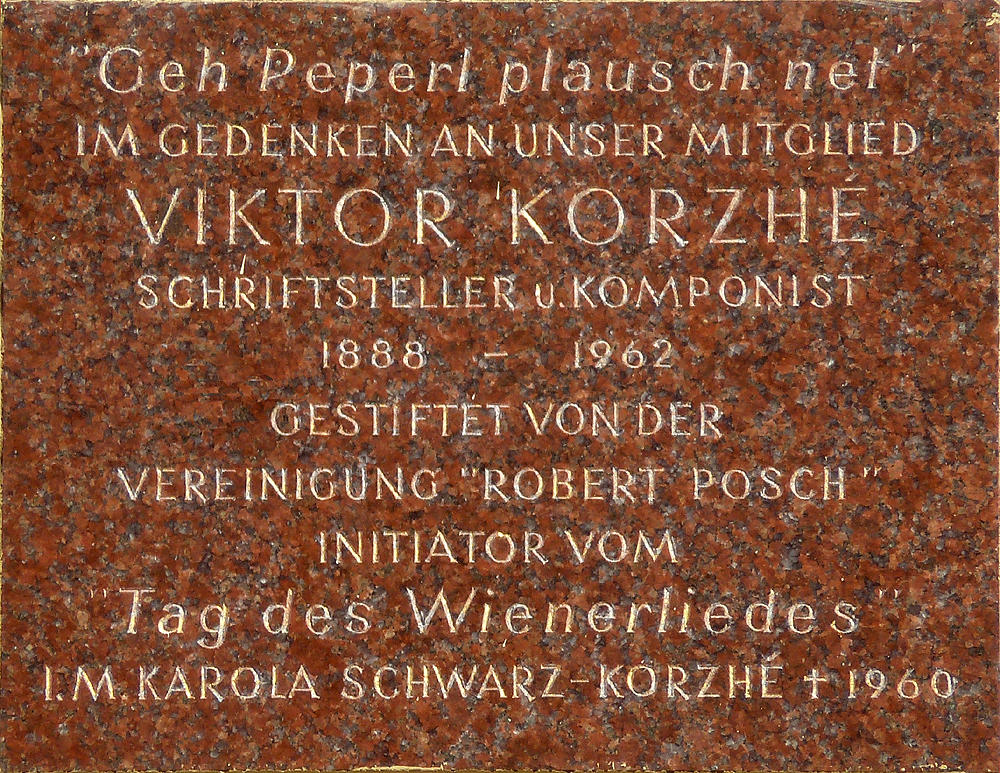 "Geh Peperl plausch net"
IM GEDENKEN AN UNSER MITGLIED
VIKTOR KORZHÉ
SCHRIFTSTELLER u.KOMPONIST
1888 – 1962
GESTIFTET VON DER
VEREINIGUNG "ROBERT POSCH"
INITIATOR VOM
"Tag des Wienerliedes"
I.M.KAROLA SCHWARZ-KORZHÉ †1960